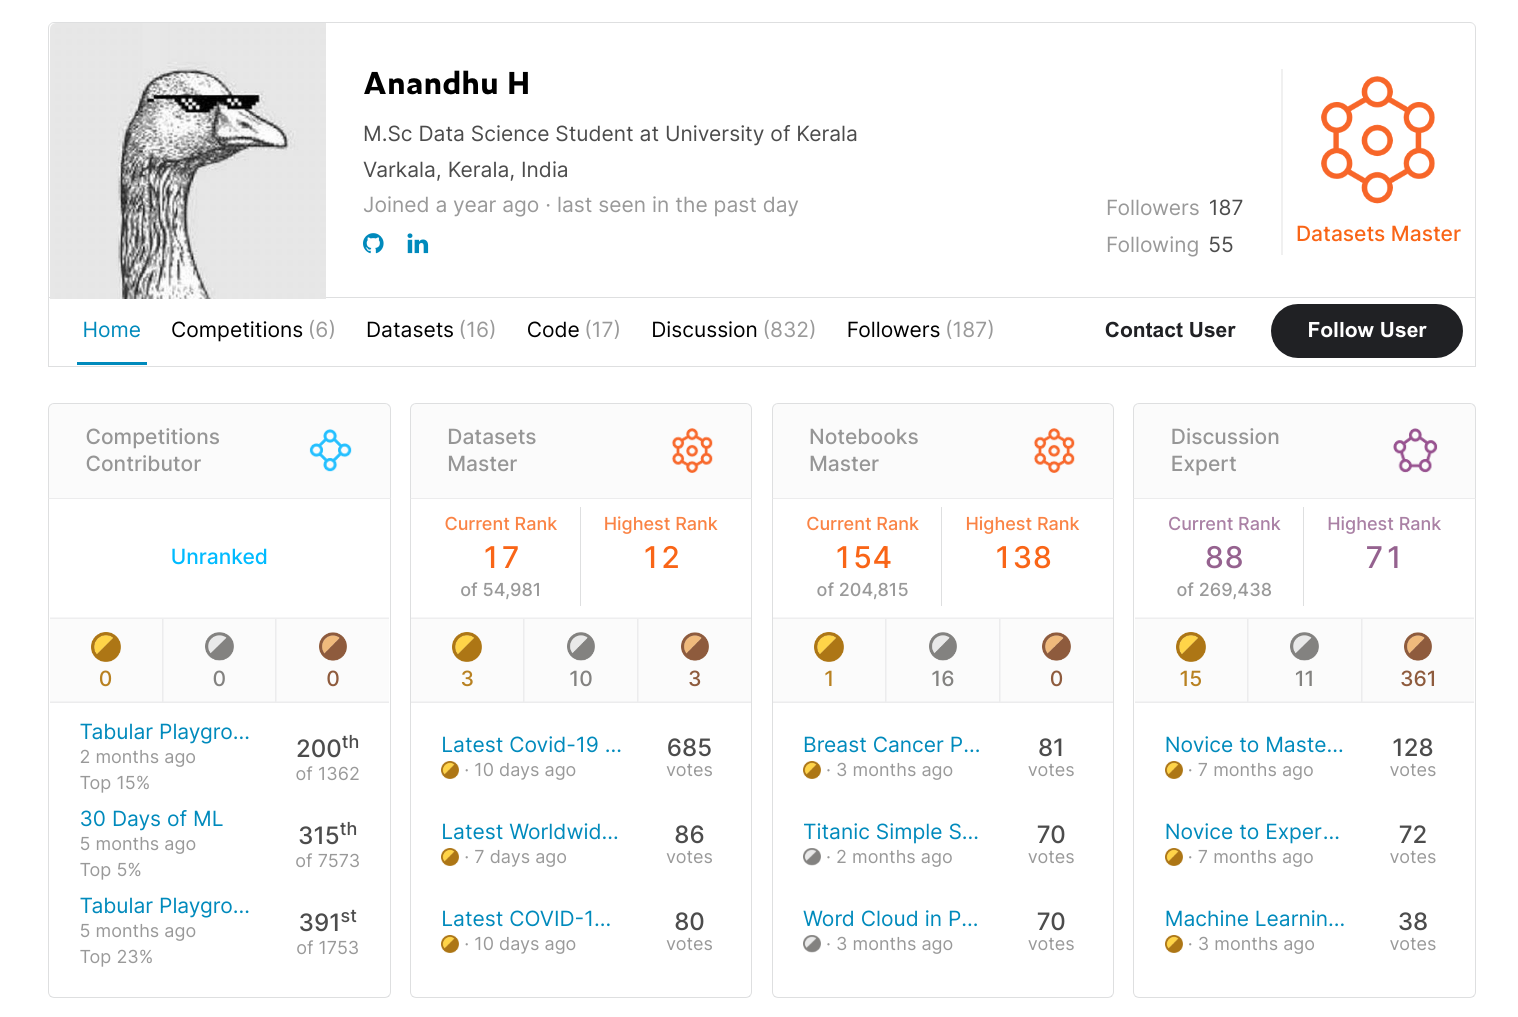 Anandhu H
M.Sc Data Science Student at University of Kerala
Varkala, Kerala, India
Joined a year ago · last seen in the past day
in
Followers 187
Following 55
Datasets Master
Home Competitions (6) Datasets (16) Code (17) Discussion (832) Followers (187) Contact User Follow User
Competitions
Contributor
Unranked
0 0 0
Tabular Playgro...
2 months ago
Top 15%
200th
of 1362
30 Days of ML
5 months ago
Top 5%
315th
of 7573
Tabular Playgro...
5 months ago
Top 23%
391st
of 1753
Datasets
Master
Current Rank
17
of 54,981
Highest Rank
12
3 10 3
Latest Covid-19 ...
· 10 days ago
685
votes
Latest Worldwid...
· 7 days ago
86
votes
Latest COVID-1...
· 10 days ago
80
votes
Notebooks
Master
Current Rank
154
of 204,815
Highest Rank
138
1 16 0
Breast Cancer P...
· 3 months ago
81
votes
Titanic Simple S...
· 2 months ago
70
votes
Word Cloud in P...
· 3 months ago
70
votes
Discussion
Expert
Current Rank
88
of 269,438
Highest Rank
71
15 11 361
Novice to Maste...
· 7 months ago
128
votes
Novice to Exper...
· 7 months ago
72
votes
Machine Learnin...
· 3 months ago
38
votes